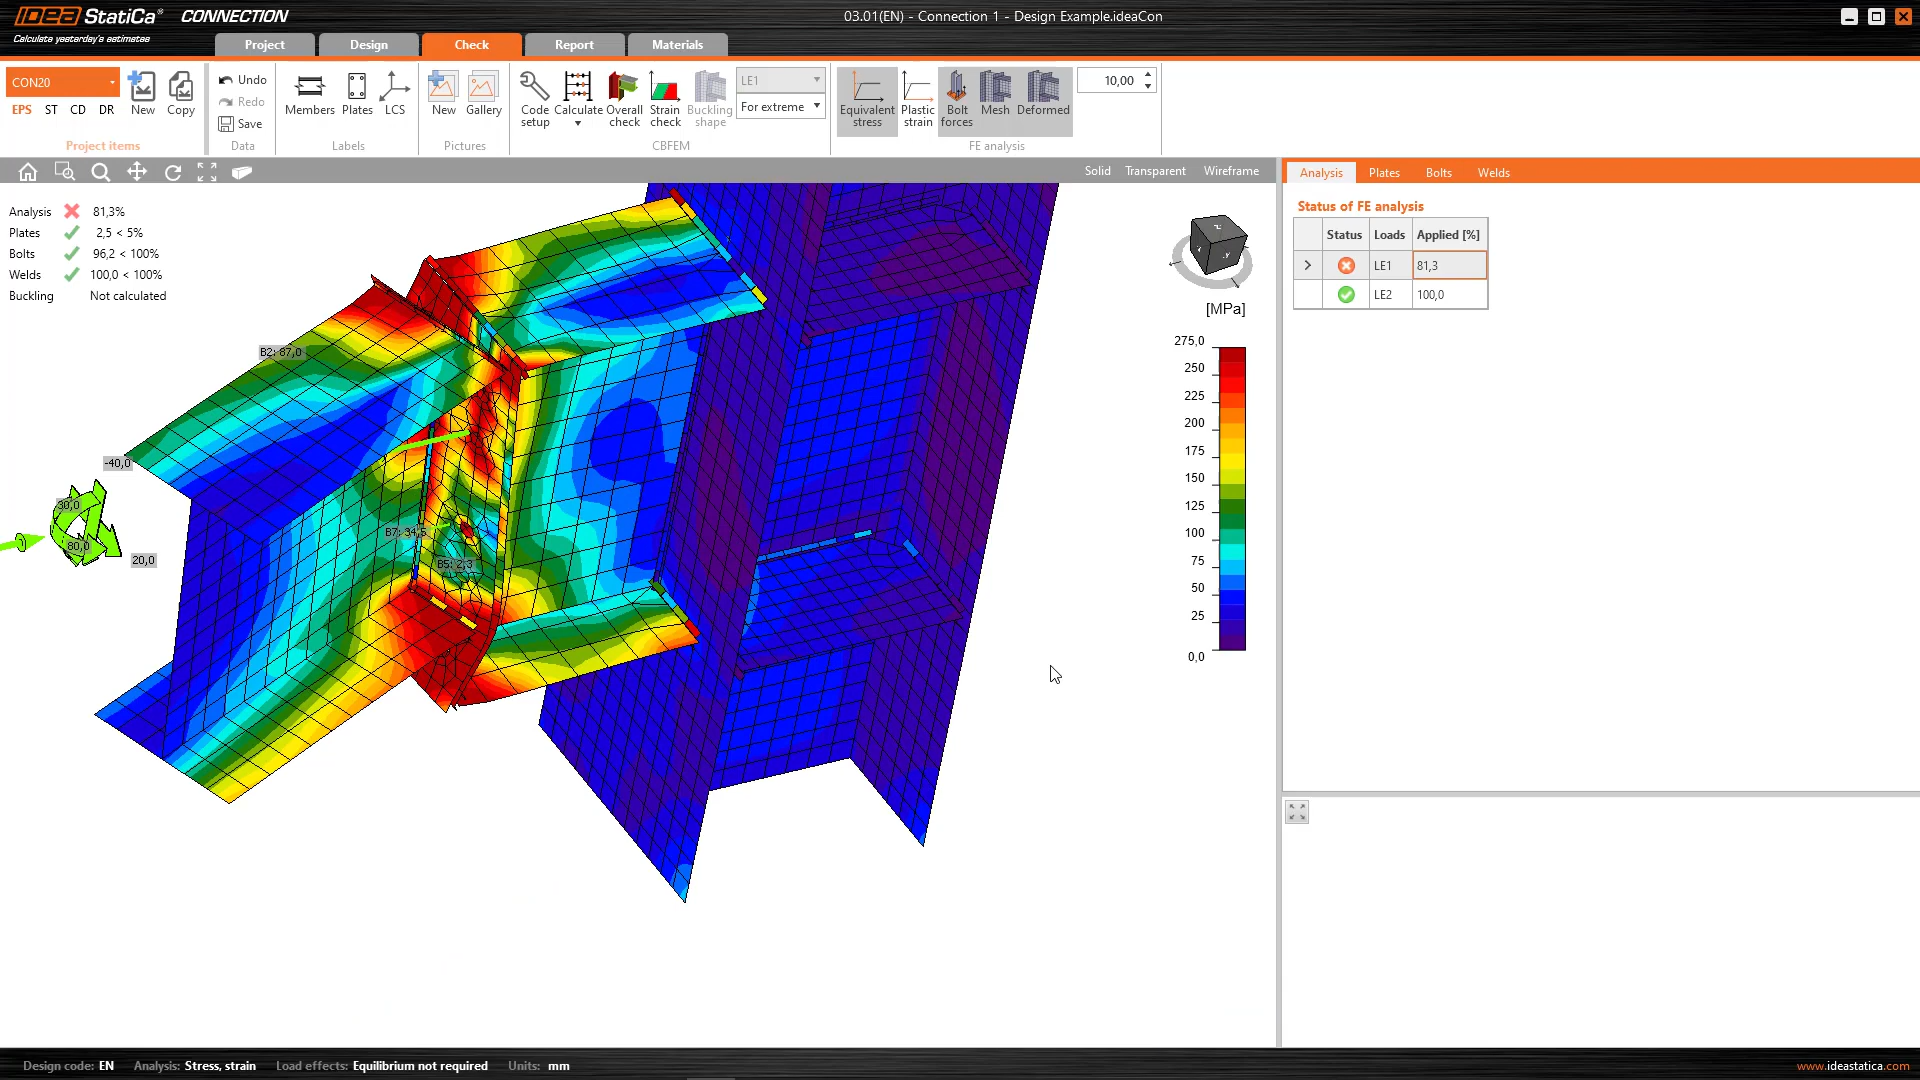 IDEA StatiCa® CONNECTION
Calculate yesterday's estimates
03.01(EN) - Connection 1 - Design Example.ideaCon
Project Design Check Report Materials
CON20
EPS ST CD DR
New Copy
Project items
Undo
Redo
Save
Data
Members Plates LCS
Labels
New Gallery
Pictures
Code setup Calculate Overall check Strain check Buckling shape
LE1
For extreme
CBFEM
Equivalent stress Plastic strain Bolt forces Mesh Deformed
10,00
FE analysis
Solid Transparent Wireframe
Analysis 81,3%
Plates 2,5 < 5%
Bolts 96,2 < 100%
Welds 100,0 < 100%
Buckling Not calculated
B2: 87,0
-40,0
30,0
80,0
20,0
B7: 34,5
B5: 2,3
[MPa]
275,0
250
225
200
175
150
125
100
75
50
25
0,0
Analysis Plates Bolts Welds
Status of FE analysis
Status Loads Applied [%]
> LE1 81,3
LE2 100,0
Design code: EN Analysis: Stress, strain Load effects: Equilibrium not required Units: mm
www.ideastatica.com